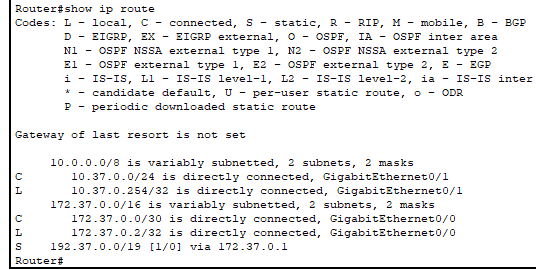 Router#show ip route
Codes: L - local, C - connected, S - static, R - RIP, M - mobile, B - BGP
       D - EIGRP, EX - EIGRP external, O - OSPF, IA - OSPF inter area
       N1 - OSPF NSSA external type 1, N2 - OSPF NSSA external type 2
       E1 - OSPF external type 1, E2 - OSPF external type 2, E - EGP
       i - IS-IS, L1 - IS-IS level-1, L2 - IS-IS level-2, ia - IS-IS inter
       * - candidate default, U - per-user static route, o - ODR
       P - periodic downloaded static route

Gateway of last resort is not set

     10.0.0.0/8 is variably subnetted, 2 subnets, 2 masks
C       10.37.0.0/24 is directly connected, GigabitEthernet0/1
L       10.37.0.254/32 is directly connected, GigabitEthernet0/1
     172.37.0.0/16 is variably subnetted, 2 subnets, 2 masks
C       172.37.0.0/30 is directly connected, GigabitEthernet0/0
L       172.37.0.2/32 is directly connected, GigabitEthernet0/0
S    192.37.0.0/19 [1/0] via 172.37.0.1
Router#